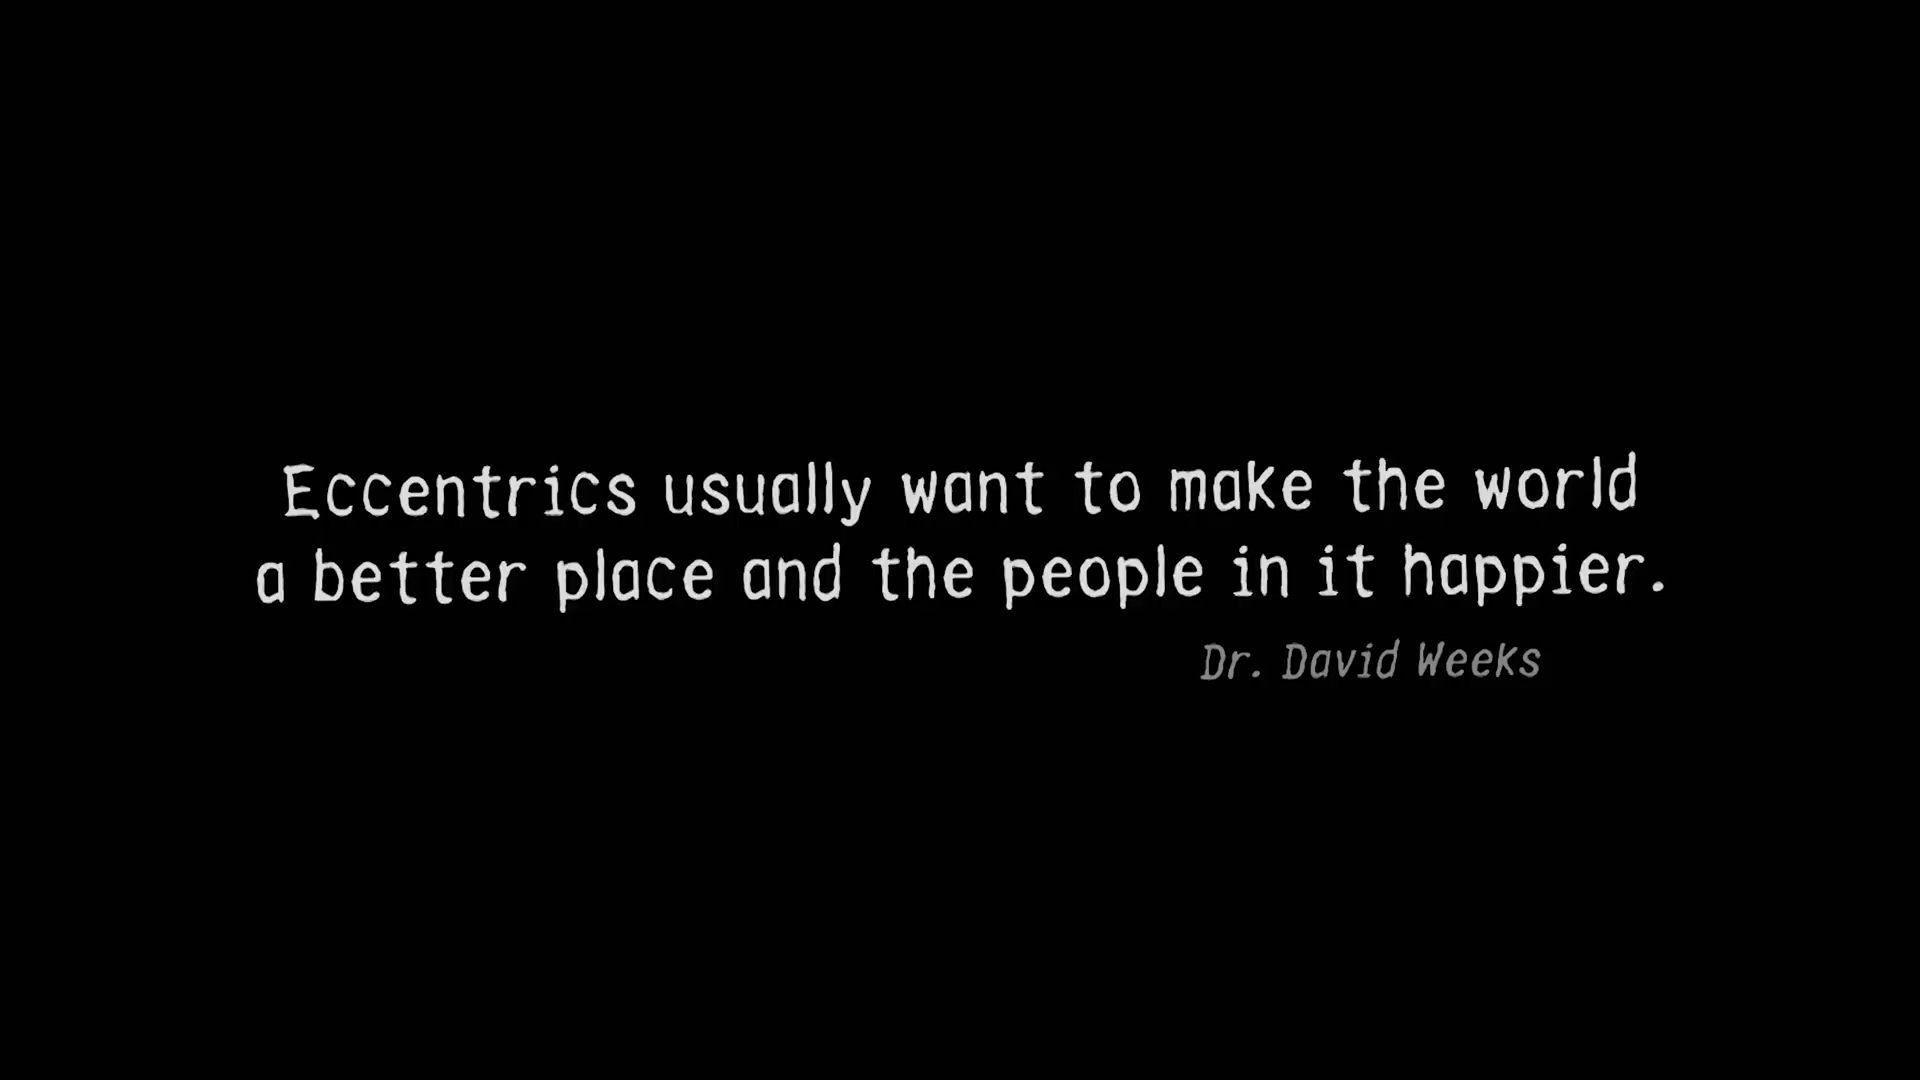 Eccentrics usually want to make the world
a better place and the people in it happier.
Dr. David Weeks